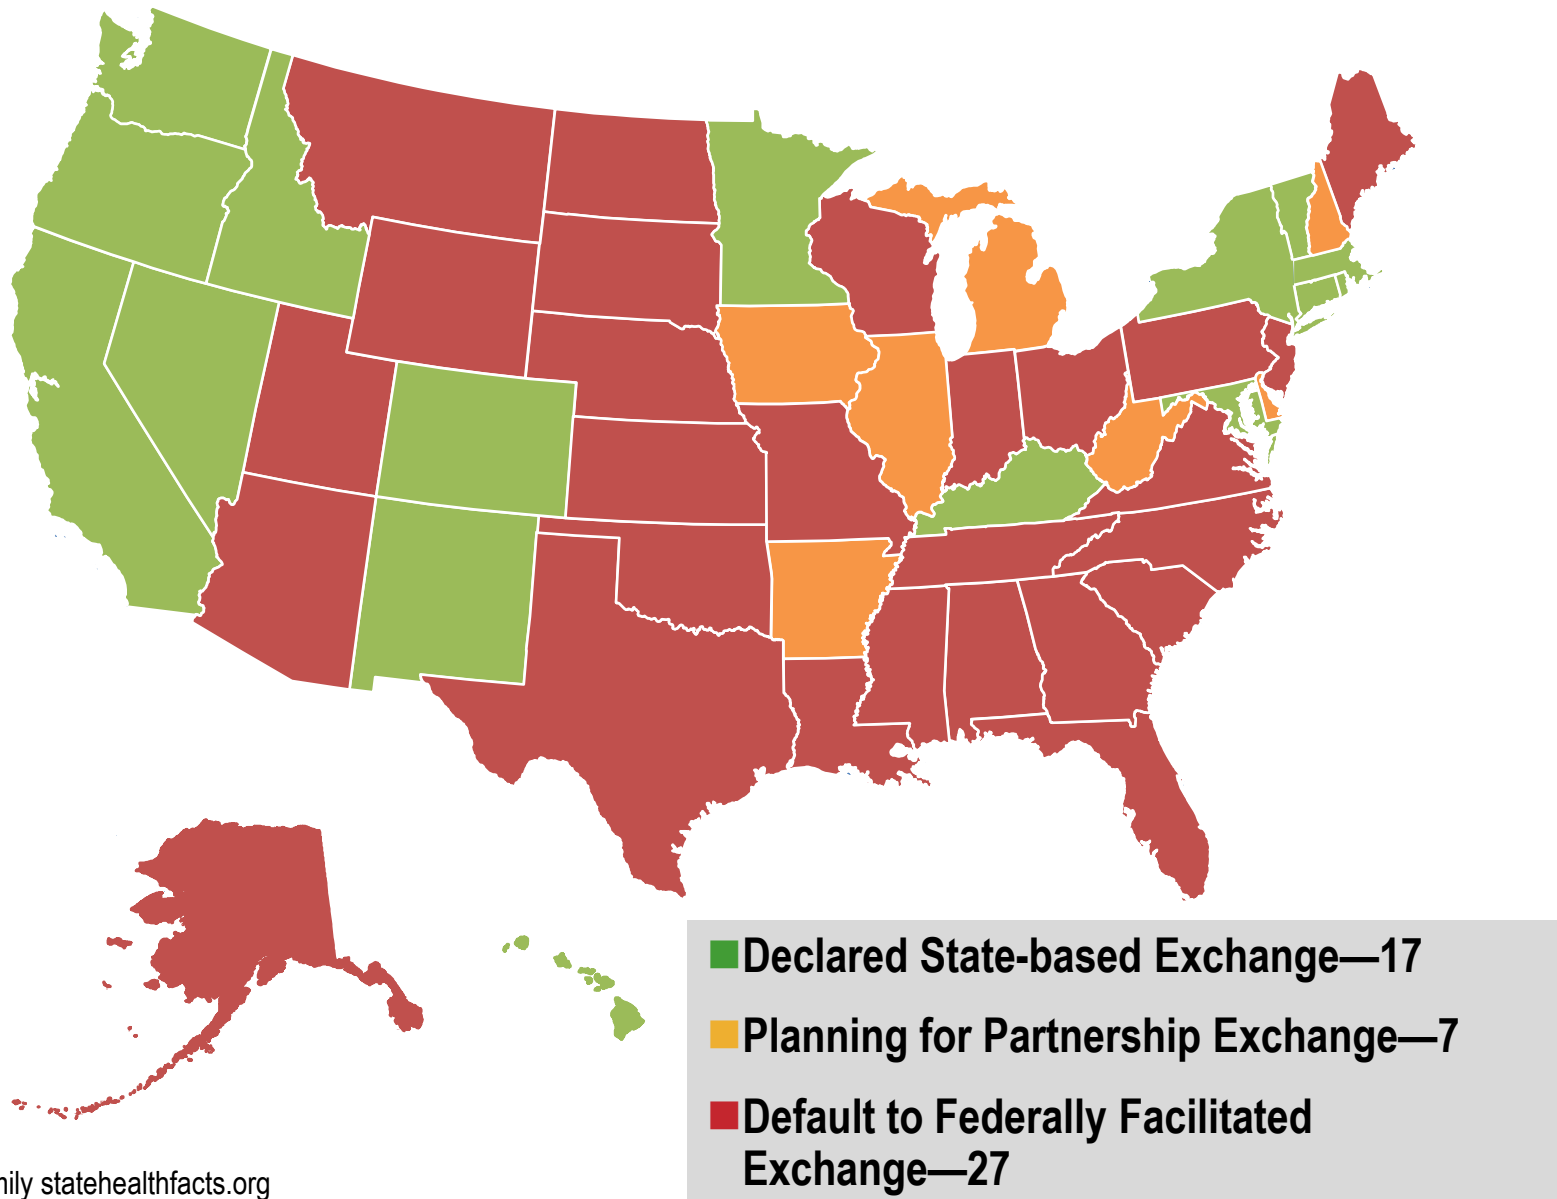 Declared State-based Exchange—17
Planning for Partnership Exchange—7
Default to Federally Facilitated
Exchange—27
statehealthfacts.org